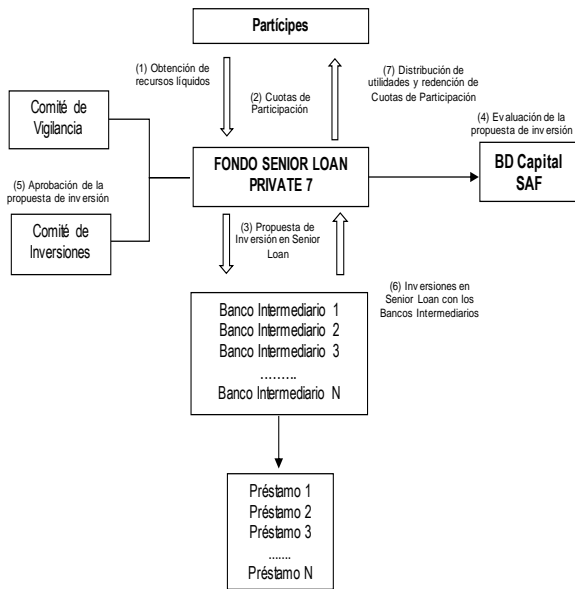 Partícipes
(1) Obtención de
recursos líquidos
(2) Cuotas de
Participación
(7) Distribución de
utilidades y redención de
Cuotas de Participación
Comité de
Vigilancia
(4) Evaluación de la
propuesta de inversión
FONDO SENIOR LOAN
PRIVATE 7
BD Capital
SAF
(5) Aprobación de la
propuesta de inversión
Comité de
Inversiones
(3) Propuesta de
Inversión en Senior
Loan
(6) Inversiones en
Senior Loan con los
Bancos Intermediarios
Banco Intermediario 1
Banco Intermediario 2
Banco Intermediario 3
.........
Banco Intermediario N
Préstamo 1
Préstamo 2
Préstamo 3
.......
Préstamo N